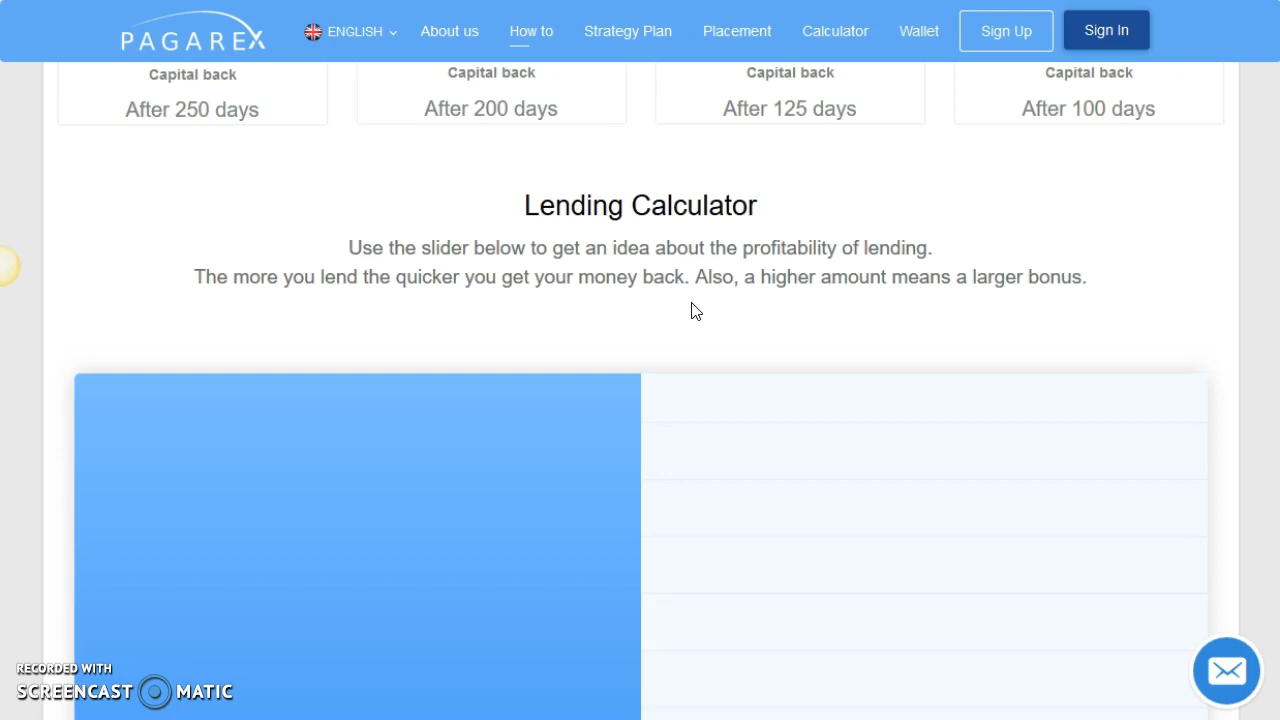 PAGAREX
ENGLISH
About us
How to
Strategy Plan
Placement
Calculator
Wallet
Sign Up
Sign In
Capital back
After 250 days
Capital back
After 200 days
Capital back
After 125 days
Capital back
After 100 days
Lending Calculator
Use the slider below to get an idea about the profitability of lending.
The more you lend the quicker you get your money back. Also, a higher amount means a larger bonus.
RECORDED WITH
SCREENCAST MATIC